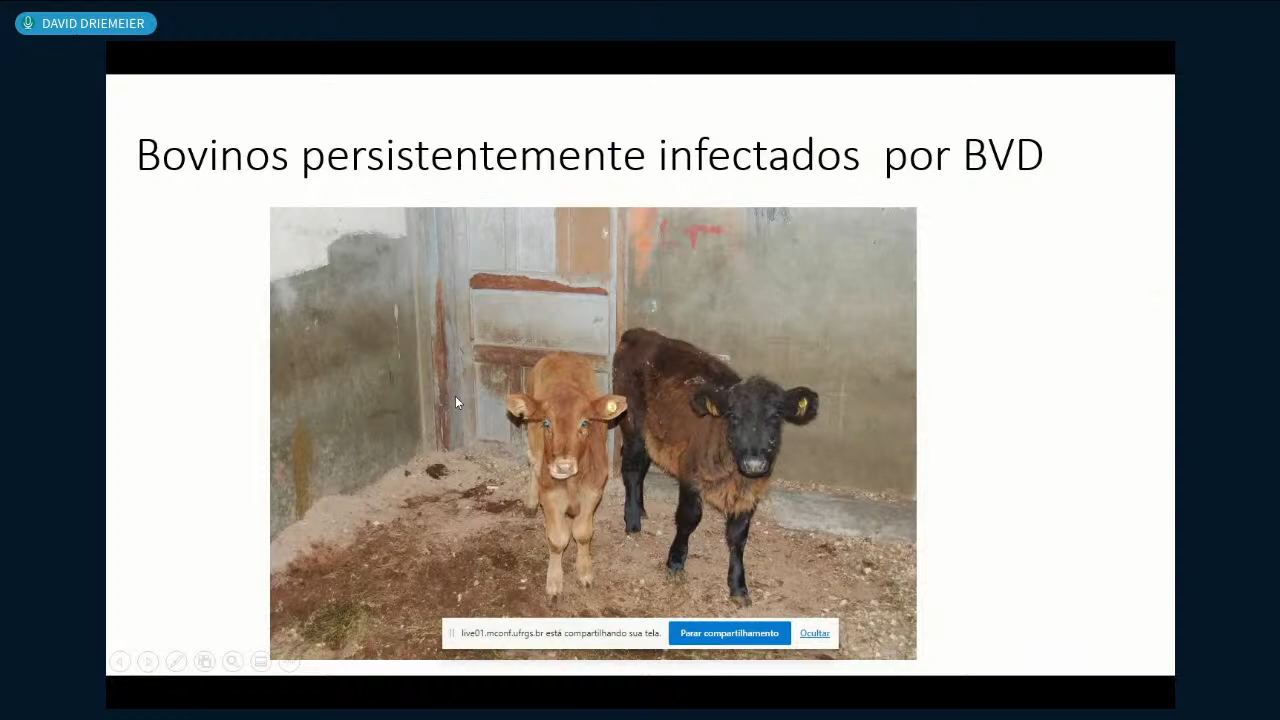 DAVID DRIEMEIER
Bovinos persistentemente infectados por BVD
live01.mconf.ufrgs.br está compartilhando sua tela.
Parar compartilhamento
Ocultar